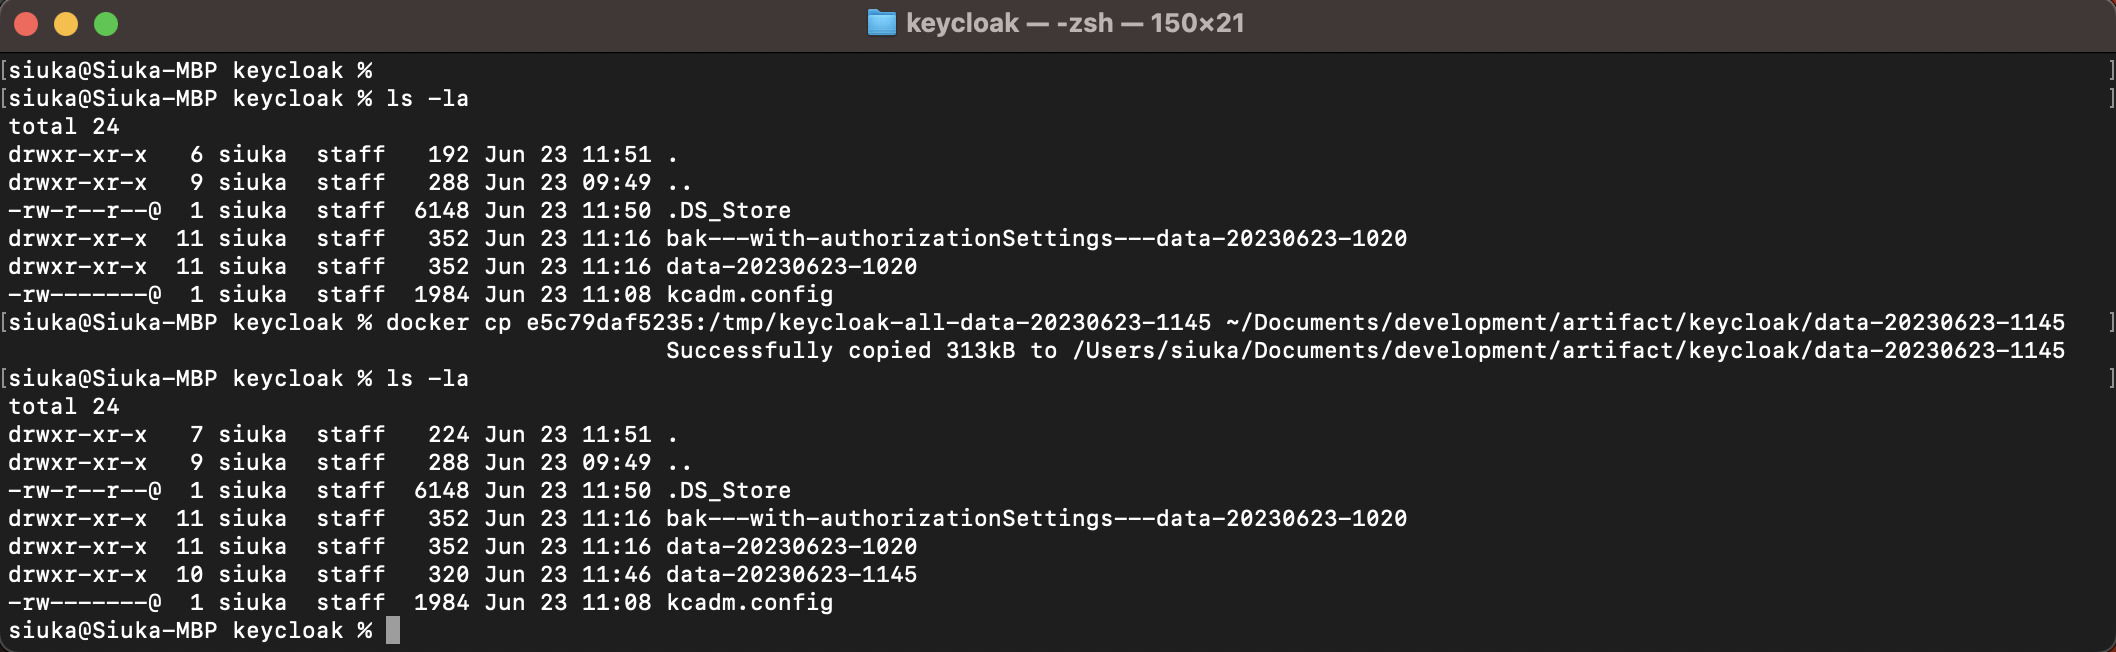 keycloak — -zsh — 150×21
[siuka@Siuka-MBP keycloak % ]
[siuka@Siuka-MBP keycloak % ls -la ]
total 24
drwxr-xr-x   6 siuka  staff   192 Jun 23 11:51 .
drwxr-xr-x   9 siuka  staff   288 Jun 23 09:49 ..
-rw-r--r--@  1 siuka  staff  6148 Jun 23 11:50 .DS_Store
drwxr-xr-x  11 siuka  staff   352 Jun 23 11:16 bak---with-authorizationSettings---data-20230623-1020
drwxr-xr-x  11 siuka  staff   352 Jun 23 11:16 data-20230623-1020
-rw-------@  1 siuka  staff  1984 Jun 23 11:08 kcadm.config
[siuka@Siuka-MBP keycloak % docker cp e5c79daf5235:/tmp/keycloak-all-data-20230623-1145 ~/Documents/development/artifact/keycloak/data-20230623-1145 ]
Successfully copied 313kB to /Users/siuka/Documents/development/artifact/keycloak/data-20230623-1145
[siuka@Siuka-MBP keycloak % ls -la ]
total 24
drwxr-xr-x   7 siuka  staff   224 Jun 23 11:51 .
drwxr-xr-x   9 siuka  staff   288 Jun 23 09:49 ..
-rw-r--r--@  1 siuka  staff  6148 Jun 23 11:50 .DS_Store
drwxr-xr-x  11 siuka  staff   352 Jun 23 11:16 bak---with-authorizationSettings---data-20230623-1020
drwxr-xr-x  11 siuka  staff   352 Jun 23 11:16 data-20230623-1020
drwxr-xr-x  10 siuka  staff   320 Jun 23 11:46 data-20230623-1145
-rw-------@  1 siuka  staff  1984 Jun 23 11:08 kcadm.config
siuka@Siuka-MBP keycloak %